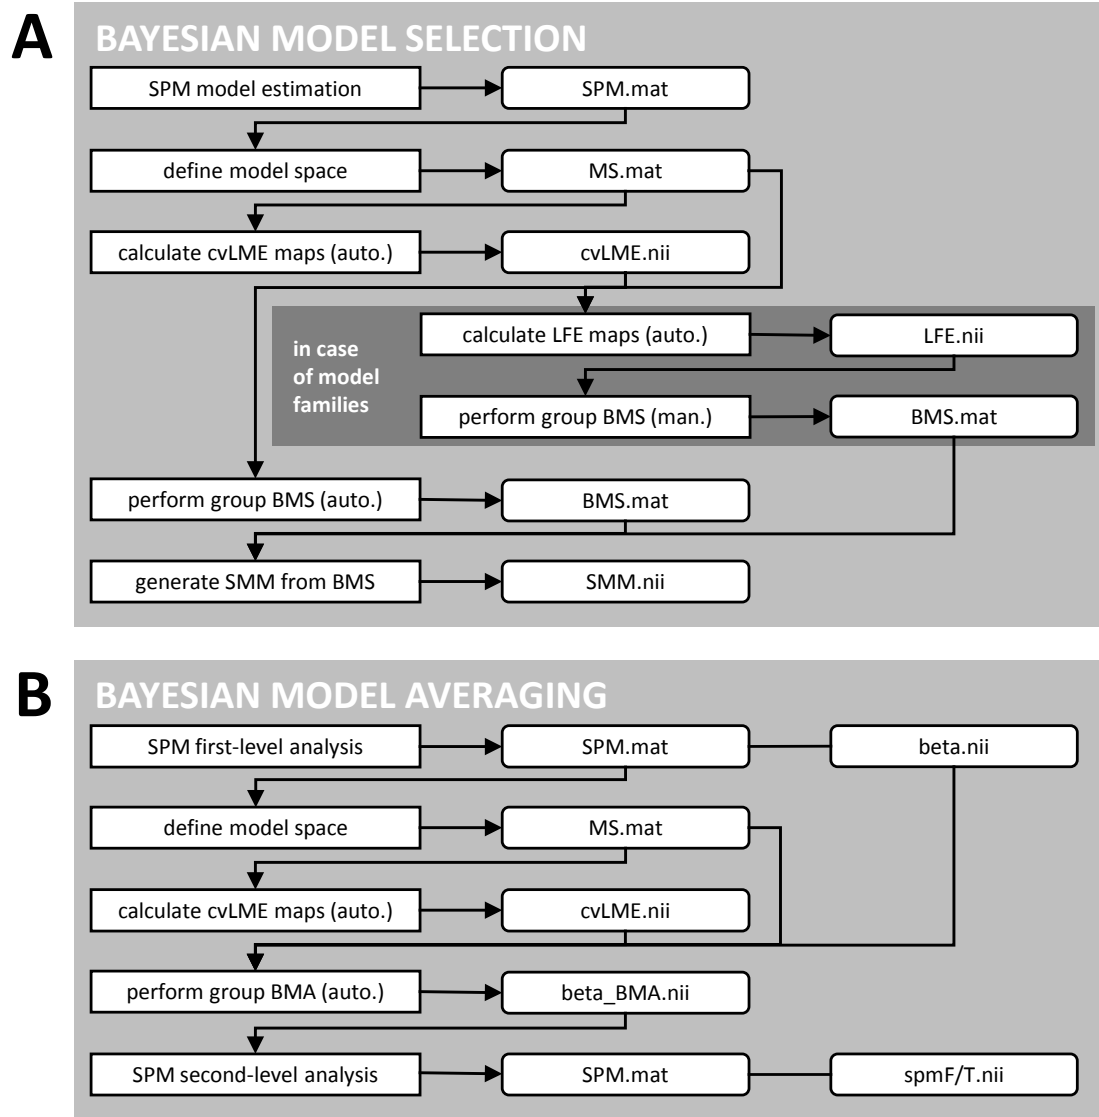 A
BAYESIAN MODEL SELECTION
SPM model estimation
SPM.mat
define model space
MS.mat
calculate cvLME maps (auto.)
cvLME.nii
in case
of model
families
calculate LFE maps (auto.)
LFE.nii
perform group BMS (man.)
BMS.mat
perform group BMS (auto.)
BMS.mat
generate SMM from BMS
SMM.nii
B
BAYESIAN MODEL AVERAGING
SPM first-level analysis
SPM.mat
beta.nii
define model space
MS.mat
calculate cvLME maps (auto.)
cvLME.nii
perform group BMA (auto.)
beta_BMA.nii
SPM second-level analysis
SPM.mat
spmF/T.nii